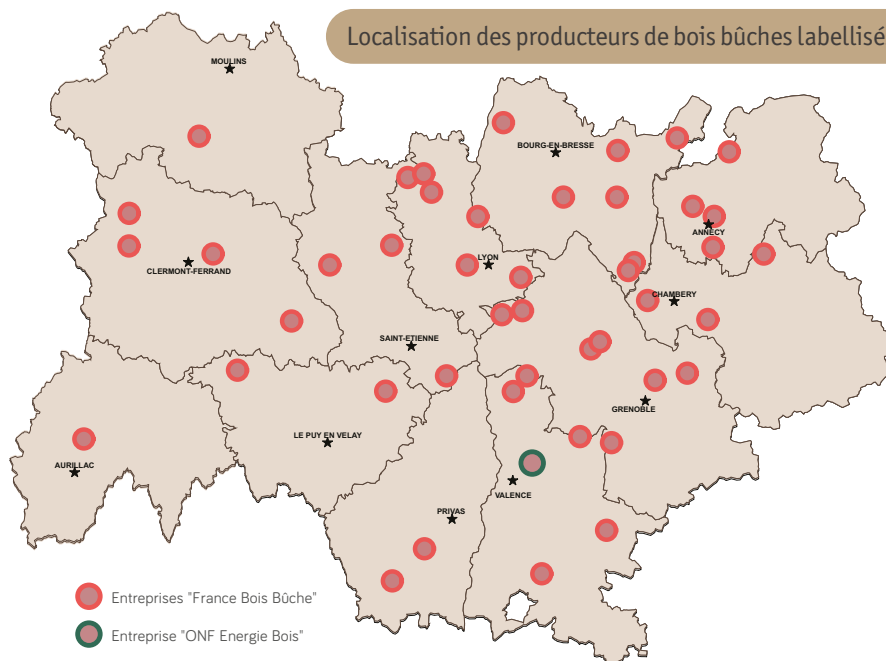 Localisation des producteurs de bois bûches labellisé
MOULINS
BOURG-EN-BRESSE
ANNECY
CLERMONT-FERRAND
LYON
CHAMBERY
SAINT-ETIENNE
GRENOBLE
LE PUY EN VELAY
AURILLAC
VALENCE
PRIVAS
Entreprises "France Bois Bûche"
Entreprise "ONF Energie Bois"